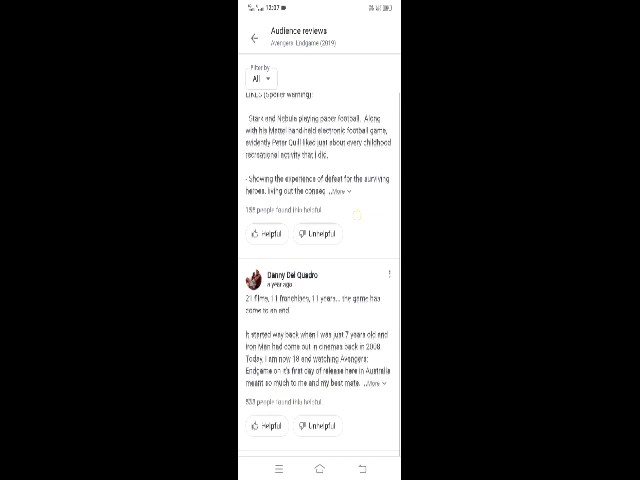 12:07
Audience reviews
Avengers: Endgame (2019)
Filter by
All
LIKES (Spoiler warning):
- Stark and Nebula playing paper football. Along
with his Mattel hand-held electronic football game,
evidently Peter Quill liked just about every childhood
recreational activity that I did.
- Showing the experience of defeat for the surviving
heroes, living out the conseq ...More
people found this helpful.
Helpful
Unhelpful
Danny Del Quadro
a year ago
21 films, 11 franchises, 11 years... the game has
come to an end.
It started way back when I was just 7 years old and
Iron Man had come out in cinemas back in 2008.
Today, I am now 18 and watching Avengers:
Endgame on it's first day of release here in Australia
meant so much to me and my best mate. ...More
533 people found this helpful.
Helpful
Unhelpful